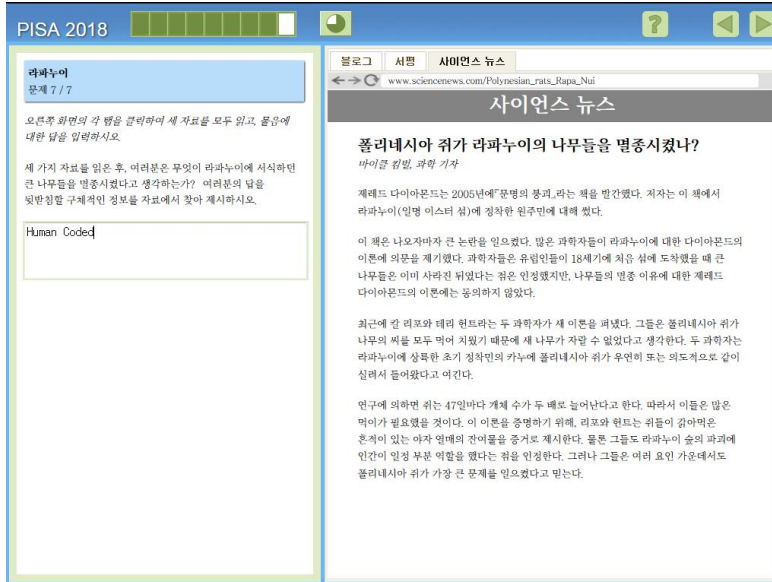 PISA 2018
?
라파누이
문제 7 / 7
오른쪽 화면의 각 탭을 클릭하여 세 자료를 모두 읽고, 물음에
대한 답을 입력하시오.
세 가지 자료를 읽은 후, 여러분은 무엇이 라파누이에 서식하던
큰 나무들을 멸종시켰다고 생각하는가? 여러분의 답을
뒷받침할 구체적인 정보를 자료에서 찾아 제시하시오.
Human Coded
블로그 서평 사이언스 뉴스
www.sciencenews.com/Polynesian_rats_Rapa_Nui
사이언스 뉴스
폴리네시아 쥐가 라파누이의 나무들을 멸종시켰나?
마이클 킴벌, 과학 기자
제레드 다이아몬드는 2005년에『문명의 붕괴』라는 책을 발간했다. 저자는 이 책에서
라파누이(일명 이스터 섬)에 정착한 원주민에 대해 썼다.
이 책은 나오자마자 큰 논란을 일으켰다. 많은 과학자들이 라파누이에 대한 다이아몬드의
이론에 의문을 제기했다. 과학자들은 유럽인들이 18세기에 처음 섬에 도착했을 때 큰
나무들은 이미 사라진 뒤였다는 점은 인정했지만, 나무들의 멸종 이유에 대한 제레드
다이아몬드의 이론에는 동의하지 않았다.
최근에 칼 리포와 테리 헌트라는 두 과학자가 새 이론을 펴냈다. 그들은 폴리네시아 쥐가
나무의 씨를 모두 먹어 치웠기 때문에 새 나무가 자랄 수 없었다고 생각한다. 두 과학자는
라파누이에 상륙한 초기 정착민의 카누에 폴리네시아 쥐가 우연히 또는 의도적으로 같이
실려서 들어왔다고 여긴다.
연구에 의하면 쥐는 47일마다 개체 수가 두 배로 늘어난다고 한다. 따라서 이들은 많은
먹이가 필요했을 것이다. 이 이론을 증명하기 위해, 리포와 헌트는 쥐들이 갉아먹은
흔적이 있는 야자 열매의 잔여물을 증거로 제시한다. 물론 그들도 라파누이 숲의 파괴에
인간이 일정 부분 역할을 했다는 점을 인정한다. 그러나 그들은 여러 요인 가운데서도
폴리네시아 쥐가 가장 큰 문제를 일으켰다고 믿는다.